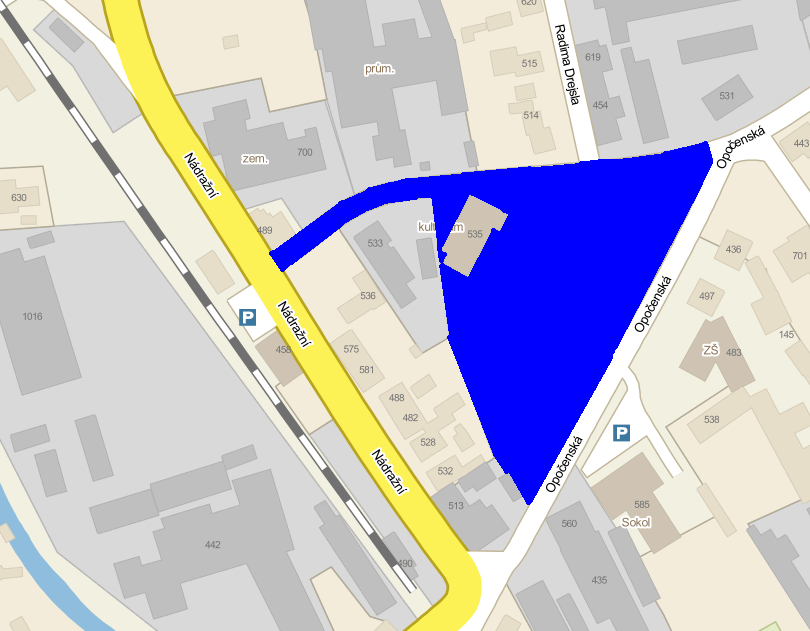 620
Radima Drejsla
619
prům.
515
531
454
514
Opočenská
443
700
zem.
Nádražní
630
489
535
533
436
701
497
536
Opočenská
P
Nádražní
1016
145
ZŠ
483
458
575
581
488
482
538
P
528
Opočenská
532
Nádražní
513
585
Sokol
560
442
490
435